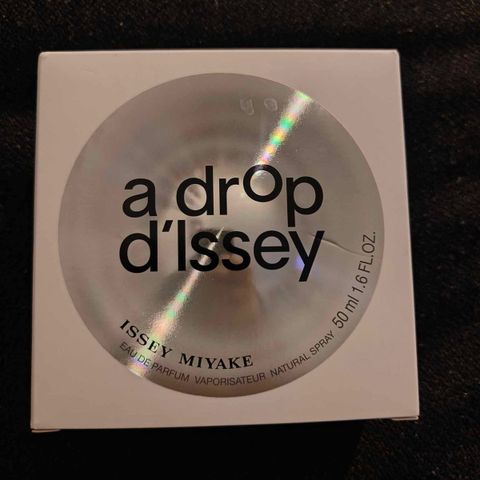 a drop
d'Issey
ISSEY MIYAKE
EAU DE PARFUM VAPORISATEUR NATURAL SPRAY 50 ml 1.6 FL.OZ.